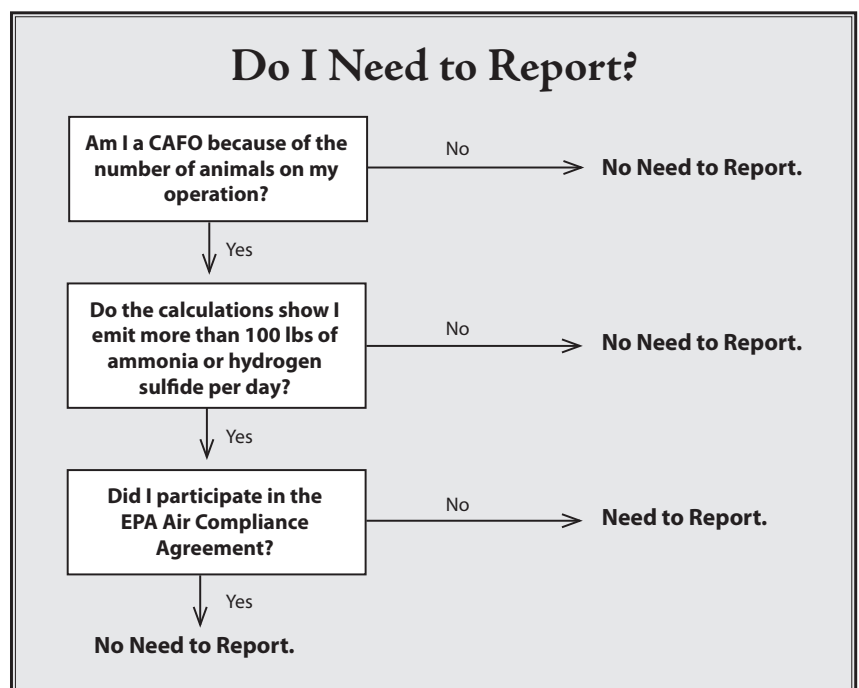 Do I Need to Report?
Am I a CAFO because of the
number of animals on my
operation?
No
No Need to Report.
Yes
Do the calculations show I
emit more than 100 lbs of
ammonia or hydrogen
sulfide per day?
No
No Need to Report.
Yes
Did I participate in the
EPA Air Compliance
Agreement?
No
Need to Report.
Yes
No Need to Report.